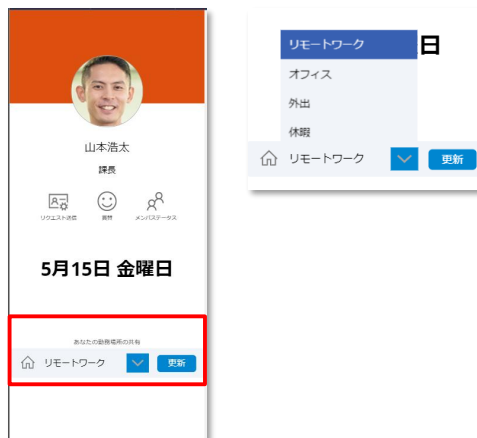 山本浩太
課長
リクエスト送信
質問
メンバステータス
5月15日 金曜日
あなたの勤務場所の共有
リモートワーク
更新
リモートワーク
日
オフィス
外出
休暇
リモートワーク
更新